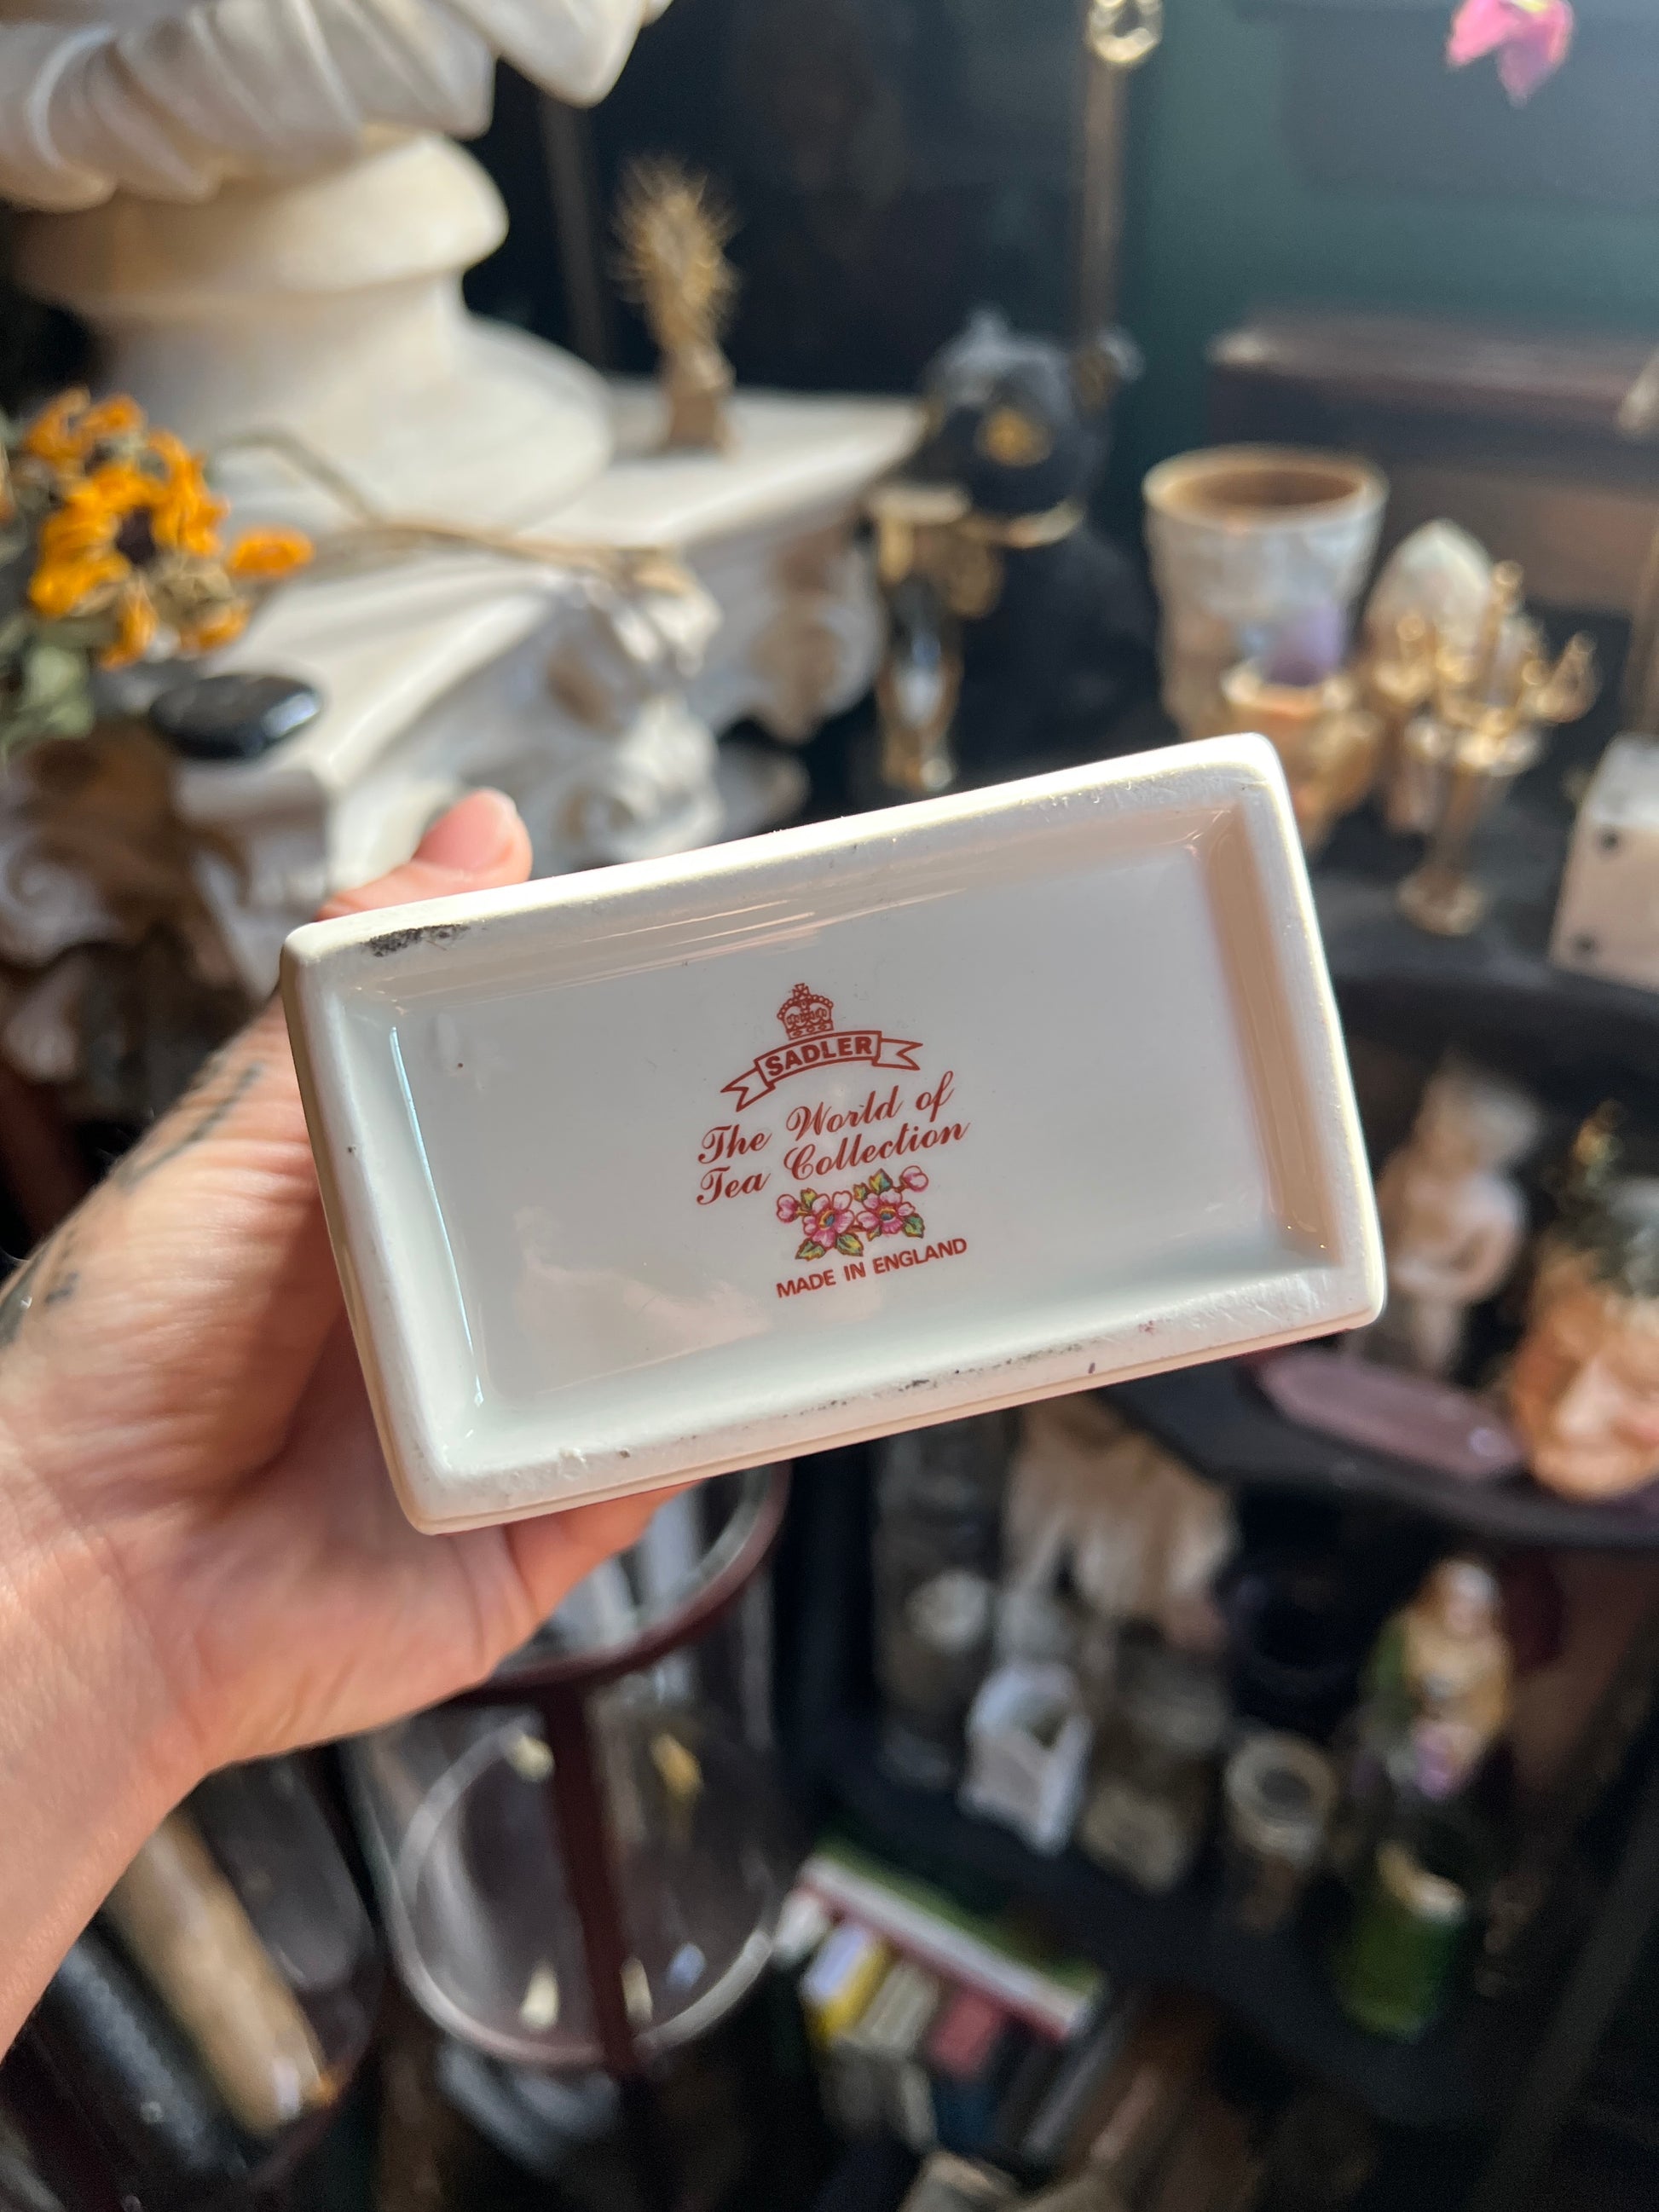 SADLER
The World of
Tea Collection
MADE IN ENGLAND